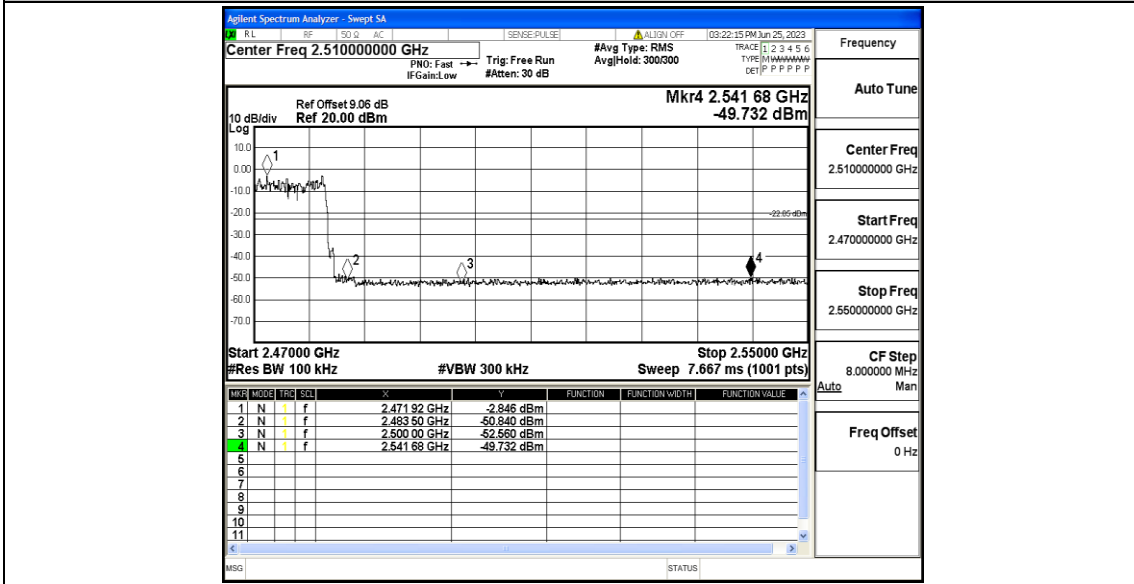 Agilent Spectrum Analyzer - Swept SA
LXI RL RF 50 Ω AC SENSE:PULSE ALIGN OFF 03:22:15 PM Jun 25, 2023
Center Freq 2.510000000 GHz #Avg Type: RMS TRACE 1 2 3 4 5 6
PNO: Fast Trig: Free Run Avg|Hold: 300/300 TYPE M
IFGain:Low #Atten: 30 dB DET P P P P P P
Frequency
Auto Tune
Mkr4 2.541 68 GHz
-49.732 dBm
Ref Offset 9.06 dB
10 dB/div Ref 20.00 dBm
Log
10.0
0.00
-10.0
-20.0
-30.0
-40.0
-50.0
-60.0
-70.0
1
2
3
4
-22.85 dBm
Start 2.47000 GHz Stop 2.55000 GHz
#Res BW 100 kHz #VBW 300 kHz Sweep 7.667 ms (1001 pts)
Center Freq
2.510000000 GHz
Start Freq
2.470000000 GHz
Stop Freq
2.550000000 GHz
CF Step
8.000000 MHz
Auto Man
Freq Offset
0 Hz
MKR MODE TRC SCL X Y FUNCTION FUNCTION WIDTH FUNCTION VALUE
1 N 1 f 2.471 92 GHz -2.846 dBm
2 N 1 f 2.483 50 GHz -50.840 dBm
3 N 1 f 2.500 00 GHz -52.560 dBm
4 N 1 f 2.541 68 GHz -49.732 dBm
5
6
7
8
9
10
11
MSG STATUS